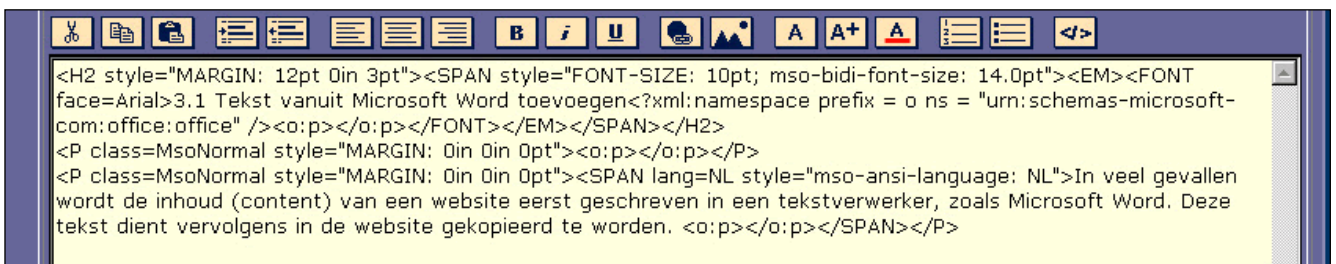 B i U A A+ A </>
<H2 style="MARGIN: 12pt 0in 3pt"><SPAN style="FONT-SIZE: 10pt; mso-bidi-font-size: 14.0pt"><EM><FONT
face=Arial>3.1 Tekst vanuit Microsoft Word toevoegen<?xml:namespace prefix = o ns = "urn:schemas-microsoft-
com:office:office" /><o:p></o:p></FONT></EM></SPAN></H2>
<P class=MsoNormal style="MARGIN: 0in 0in 0pt"><o:p></o:p></P>
<P class=MsoNormal style="MARGIN: 0in 0in 0pt"><SPAN lang=NL style="mso-ansi-language: NL">In veel gevallen
wordt de inhoud (content) van een website eerst geschreven in een tekstverwerker, zoals Microsoft Word. Deze
tekst dient vervolgens in de website gekopieerd te worden. <o:p></o:p></SPAN></P>